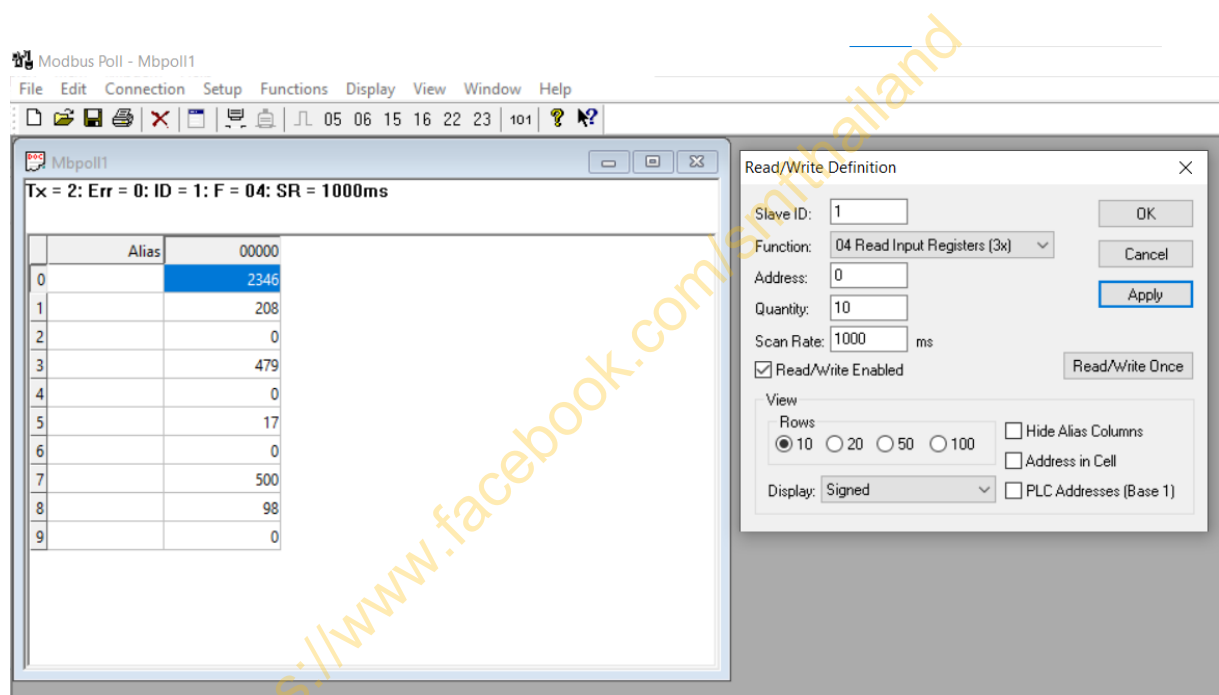 Modbus Poll - Mbpoll1
File Edit Connection Setup Functions Display View Window Help
05 06 15 16 22 23 101
Mbpoll1
Tx = 2: Err = 0: ID = 1: F = 04: SR = 1000ms
Alias 00000
0 2346
1 208
2 0
3 479
4 0
5 17
6 0
7 500
8 98
9 0
Read/Write Definition
Slave ID: 1 OK
Function: 04 Read Input Registers (3x) Cancel
Address: 0
Apply
Quantity: 10
Scan Rate: 1000 ms
Read/Write Enabled Read/Write Once
View
Rows
10 20 50 100
Hide Alias Columns
Address in Cell
Display: Signed PLC Addresses (Base 1)
s://www.facebook.com/smfthailand